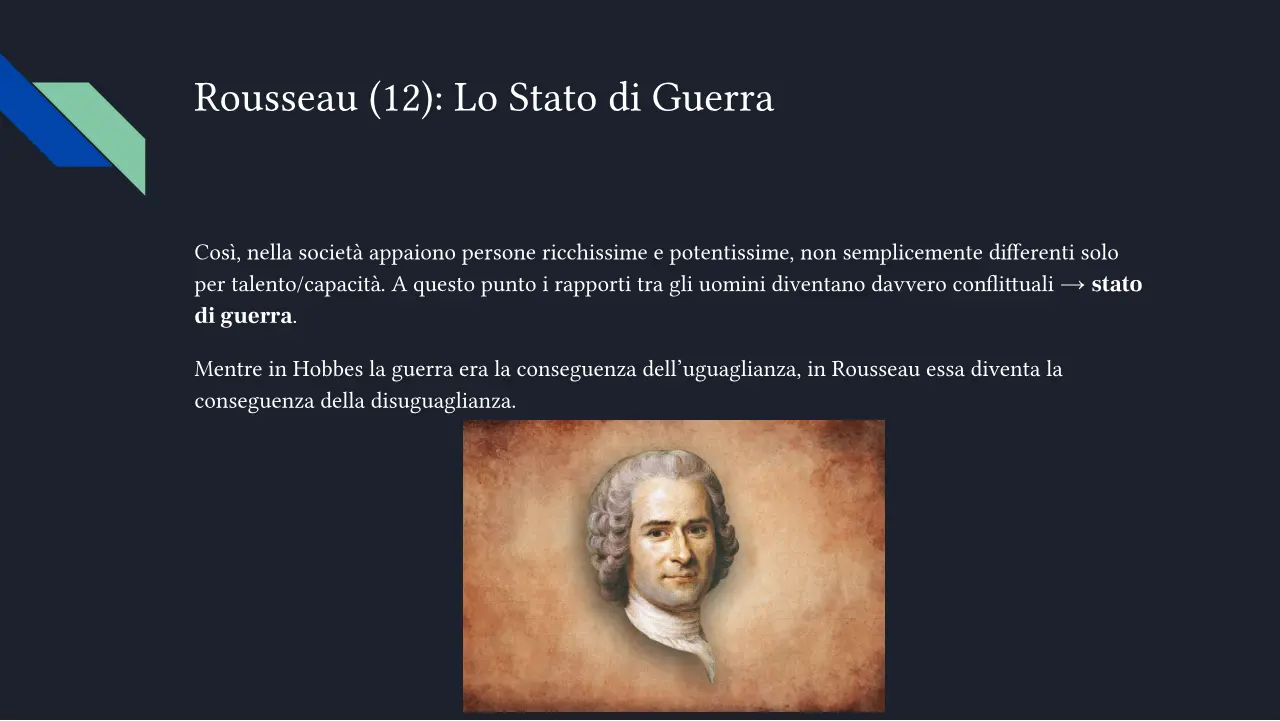 Rousseau (12): Lo Stato di Guerra
Così, nella società appaiono persone ricchissime e potentissime, non semplicemente differenti solo
per talento/capacità. A questo punto i rapporti tra gli uomini diventano davvero conflittuali → stato
di guerra.
Mentre in Hobbes la guerra era la conseguenza dell’uguaglianza, in Rousseau essa diventa la
conseguenza della disuguaglianza.